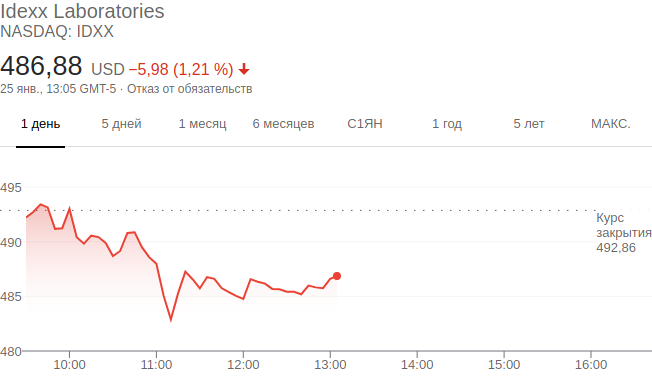 Idexx Laboratories
NASDAQ: IDXX
486,88 USD −5,98 (1,21 %)
25 янв., 13:05 GMT-5 · Отказ от обязательств
1 день 5 дней 1 месяц 6 месяцев С1ЯН 1 год 5 лет МАКС.
495
Курс
закрытия
492,86
490
485
480
10:00 11:00 12:00 13:00 14:00 15:00 16:00